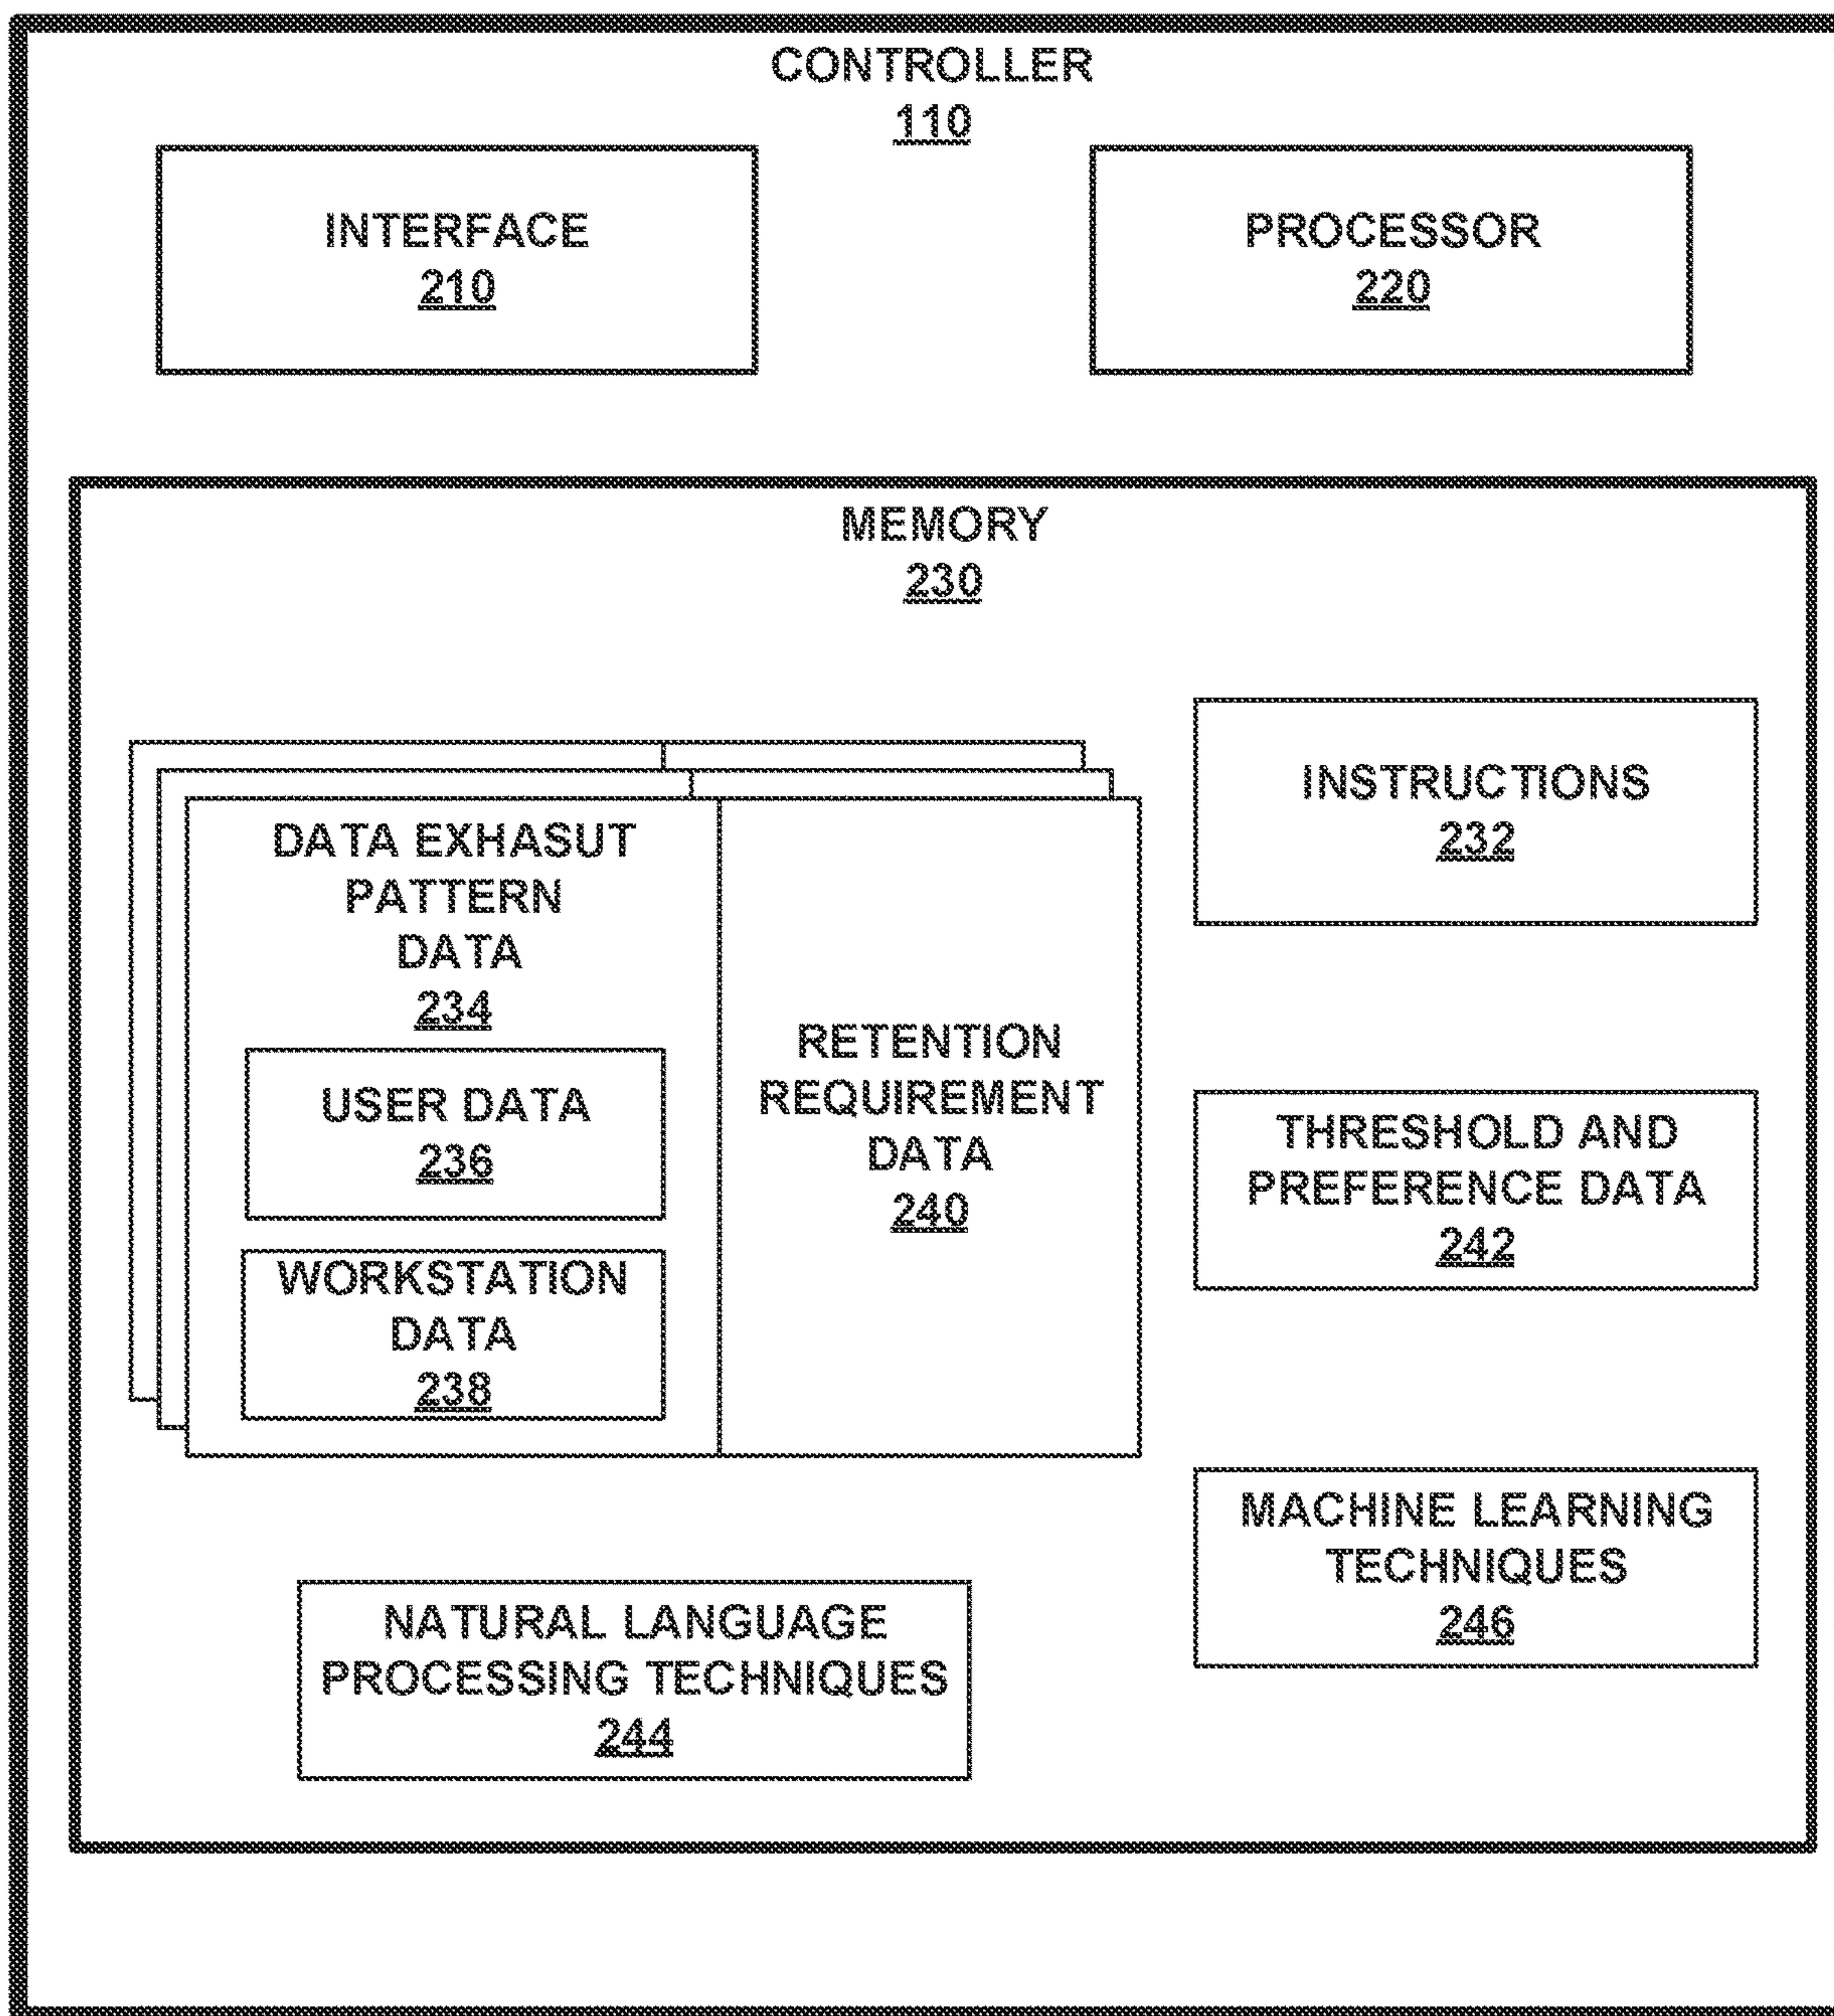 CONTROLLER
110
INTERFACE
210
PROCESSOR
220
MEMORY
230
DATA EXHASUT
PATTERN
DATA
234
USER DATA
236
WORKSTATION
DATA
238
RETENTION
REQUIREMENT
DATA
240
INSTRUCTIONS
232
THRESHOLD AND
PREFERENCE DATA
242
MACHINE LEARNING
TECHNIQUES
246
NATURAL LANGUAGE
PROCESSING TECHNIQUES
244